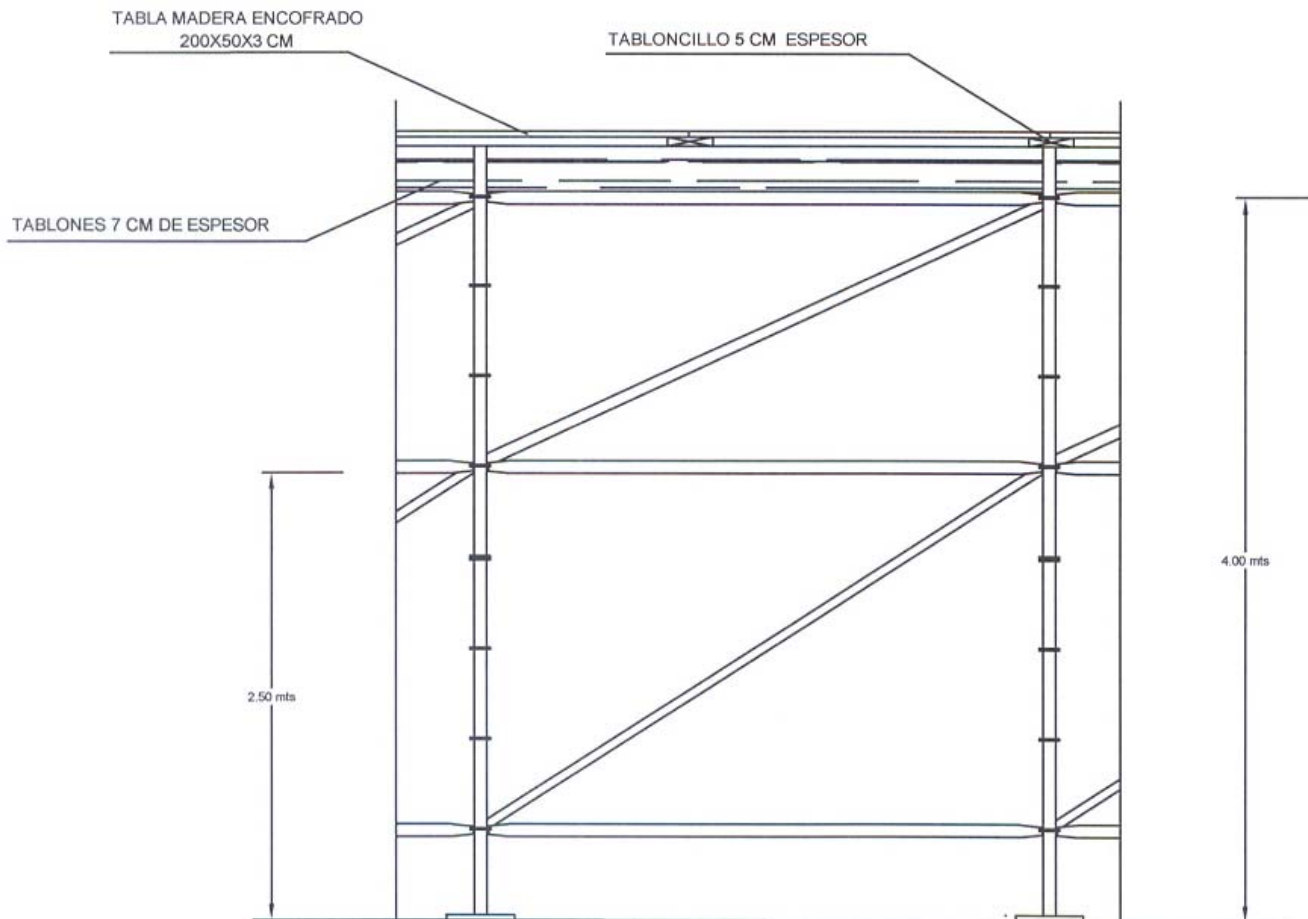 TABLA MADERA ENCOFRADO
200X50X3 CM
TABLONCILLO 5 CM ESPESOR
TABLONES 7 CM DE ESPESOR
4.00 mts
2.50 mts